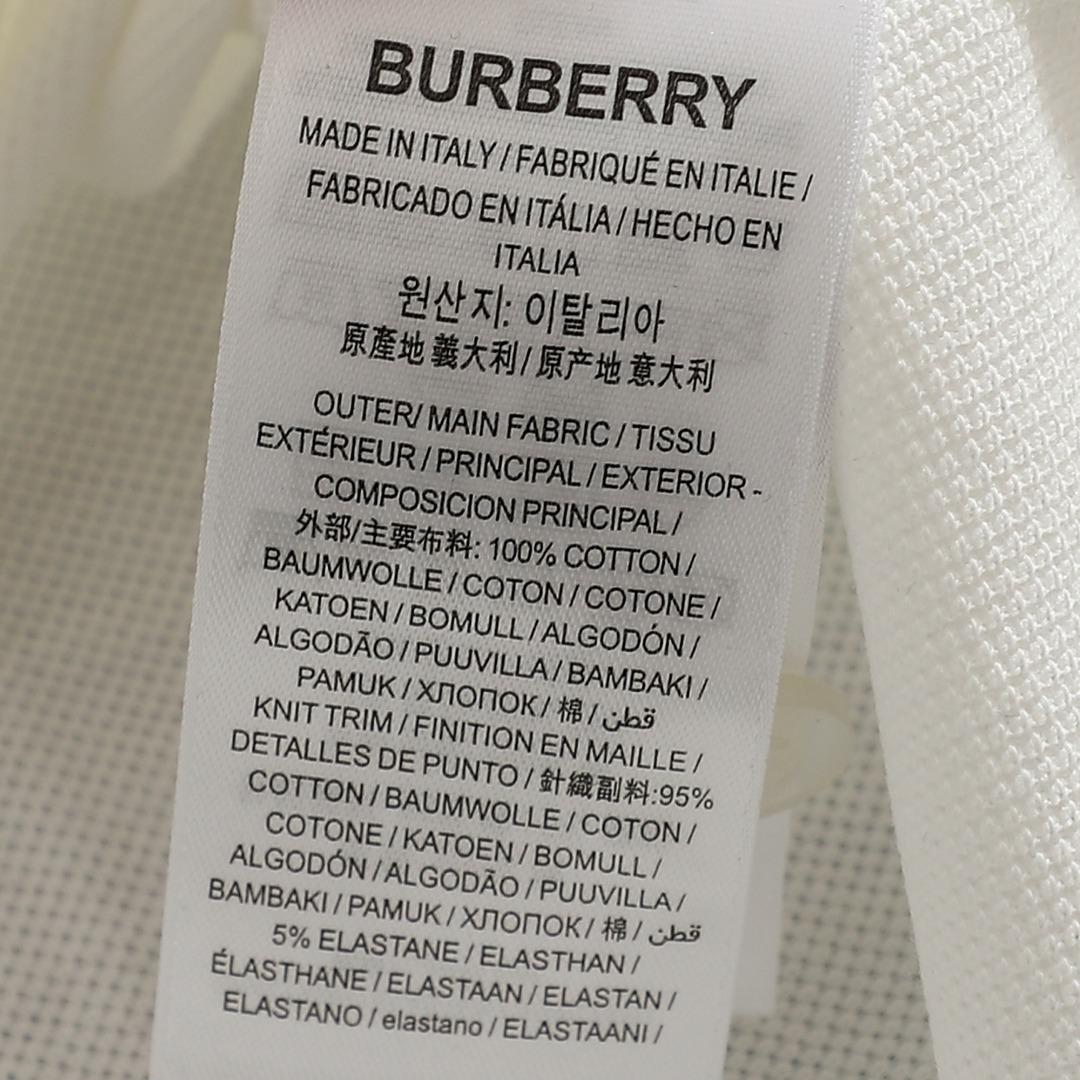 BURBERRY
MADE IN ITALY / FABRIQUÉ EN ITALIE /
FABRICADO EN ITÁLIA / HECHO EN
ITALIA
원산지: 이탈리아
原產地 義大利 / 原产地 意大利
OUTER/ MAIN FABRIC / TISSU
EXTÉRIEUR / PRINCIPAL / EXTERIOR -
COMPOSICION PRINCIPAL /
外部/主要布料: 100% COTTON /
BAUMWOLLE / COTON / COTONE /
KATOEN / BOMULL / ALGODÓN /
ALGODÃO / PUUVILLA / BAMBAKI /
PAMUK / ХЛОПОК / 棉 / قطن
KNIT TRIM / FINITION EN MAILLE /
DETALLES DE PUNTO / 針織副料:95%
COTTON / BAUMWOLLE / COTON /
COTONE / KATOEN / BOMULL /
ALGODÓN / ALGODÃO / PUUVILLA /
BAMBAKI / PAMUK / ХЛОПОК / 棉 / قطن
5% ELASTANE / ELASTHAN /
ÉLASTHANE / ELASTAAN / ELASTAN /
ELASTANO / elastano / ELASTAANI /